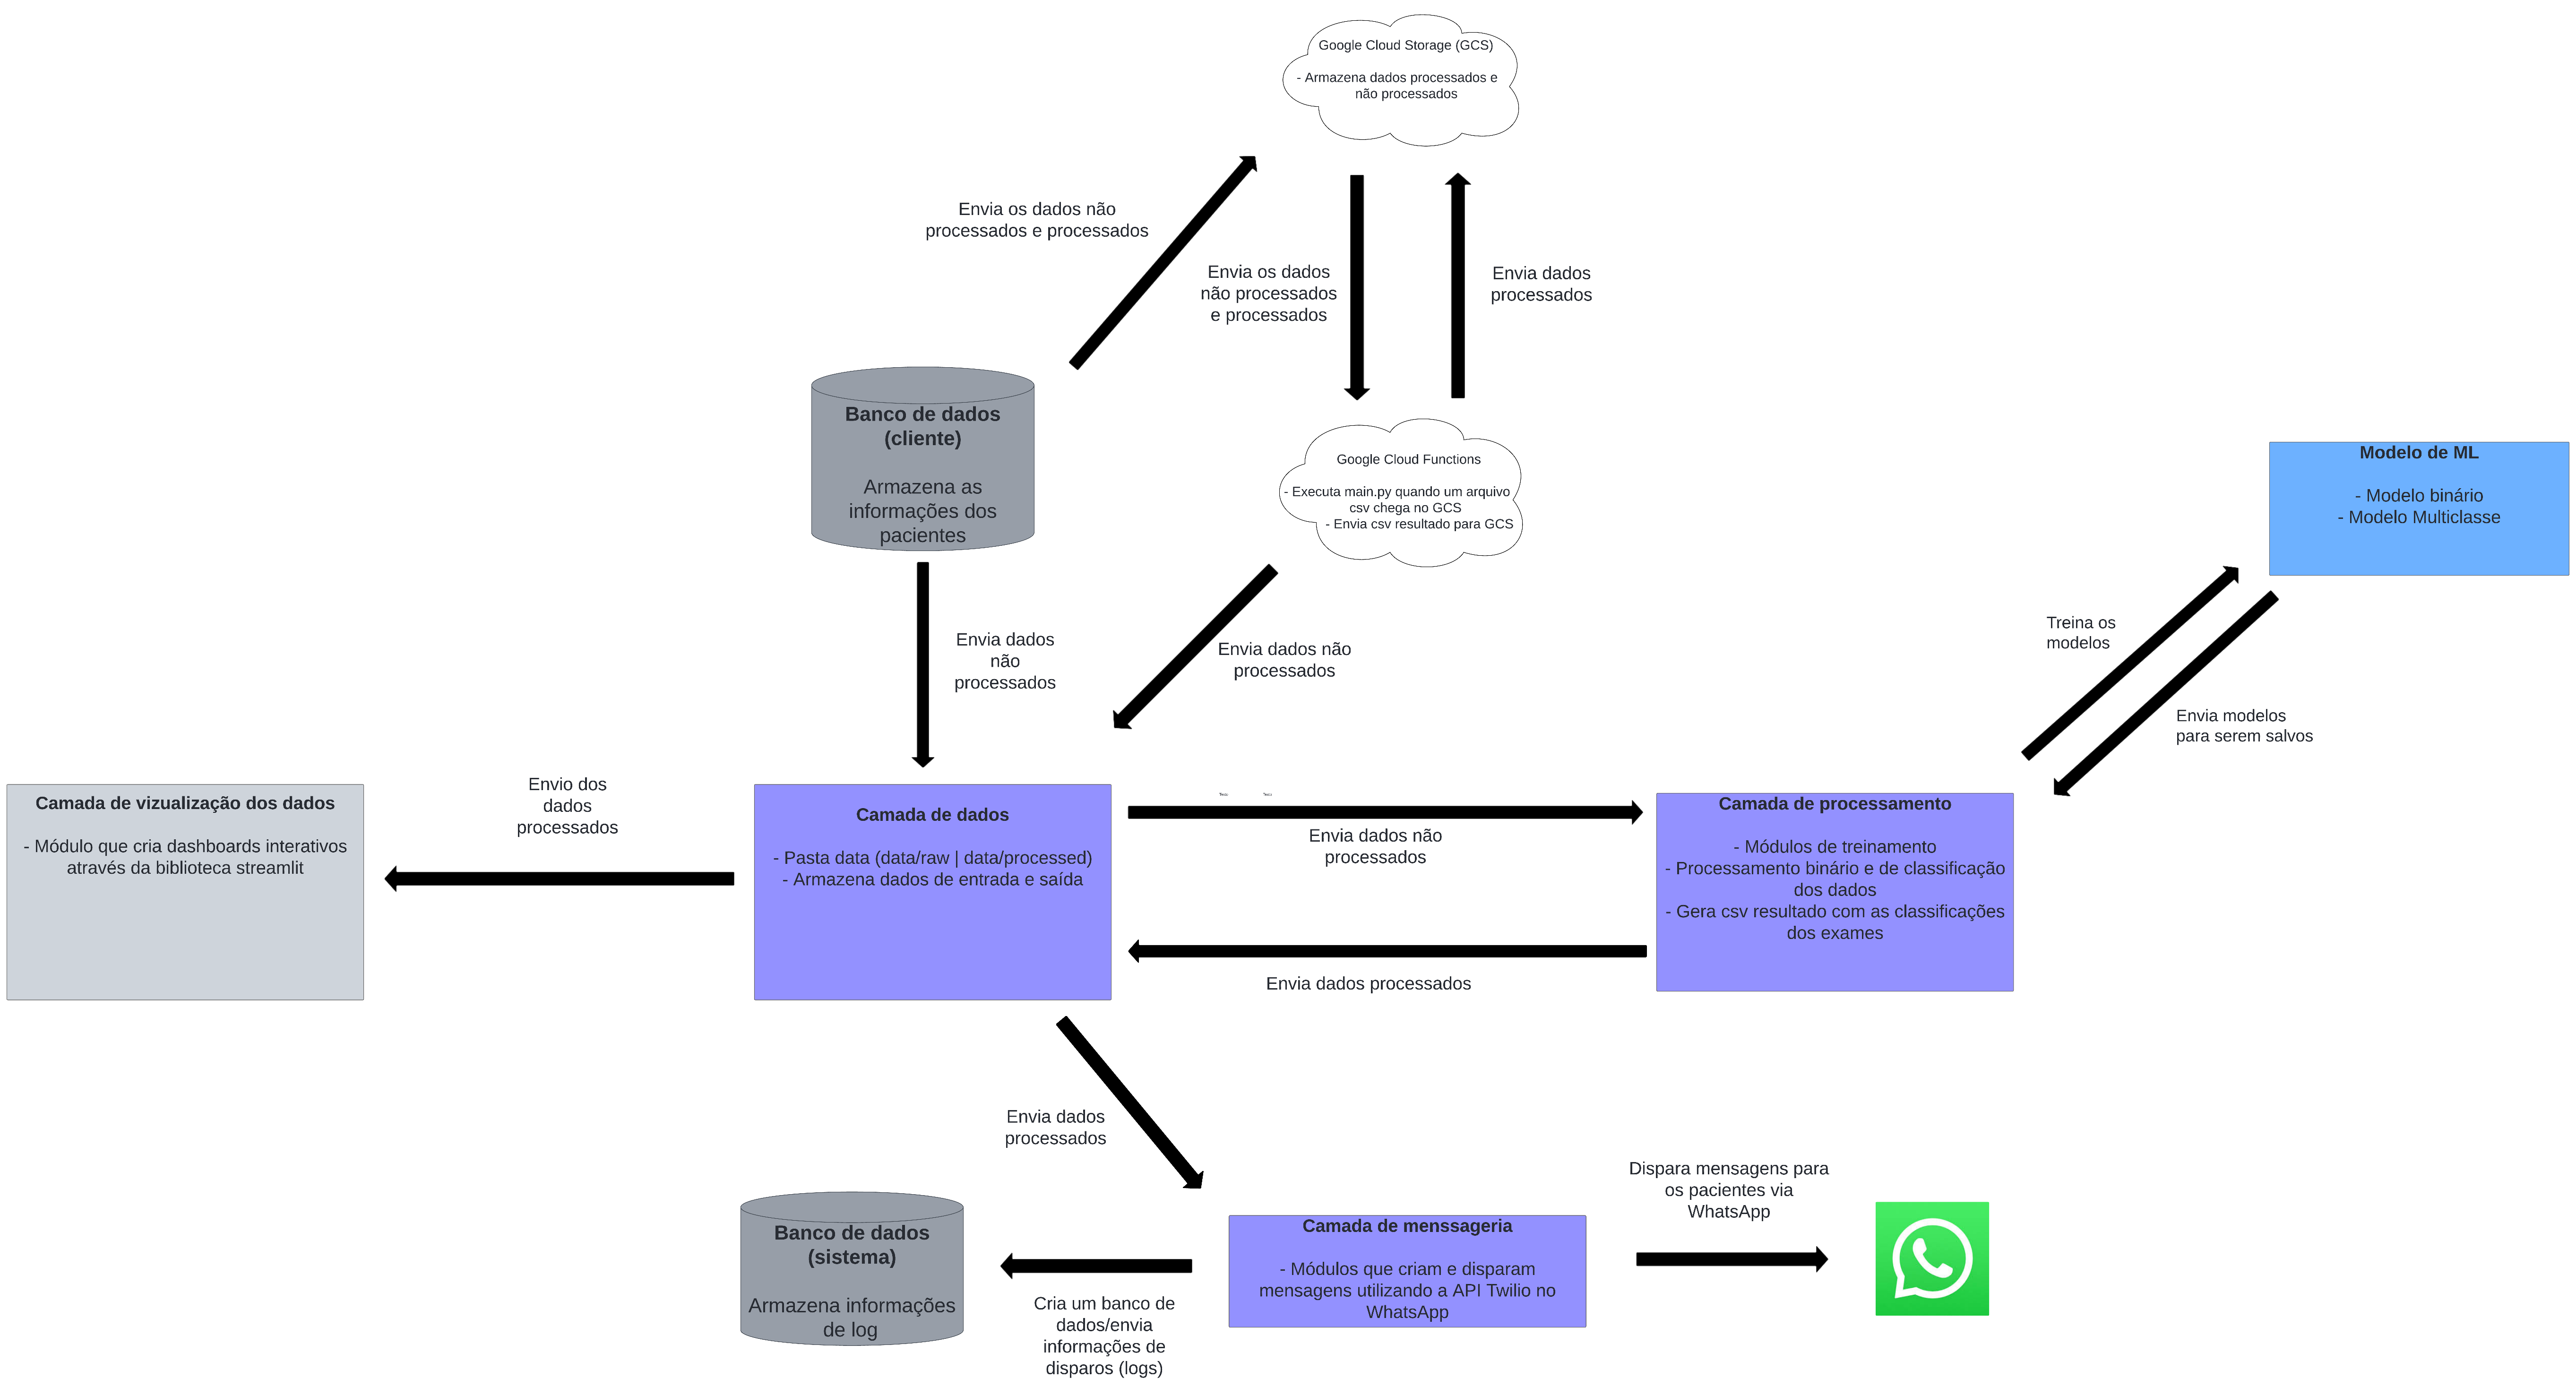 Google Cloud Storage (GCS)
- Armazena dados processados e
não processados
Envia os dados não
processados e processados
Envia os dados
não processados
e processados
Envia dados
processados
Banco de dados
(cliente)
Armazena as
informações dos
pacientes
Google Cloud Functions
- Executa main.py quando um arquivo
csv chega no GCS
- Envia csv resultado para GCS
Modelo de ML
- Modelo binário
- Modelo Multiclasse
Envia dados
não
processados
Envia dados não
processados
Treina os
modelos
Envia modelos
para serem salvos
Camada de vizualização dos dados
- Módulo que cria dashboards interativos
através da biblioteca streamlit
Envio dos
dados
processados
Camada de dados
- Pasta data (data/raw | data/processed)
- Armazena dados de entrada e saída
Envia dados não
processados
Envia dados processados
Camada de processamento
- Módulos de treinamento
- Processamento binário e de classificação
dos dados
- Gera csv resultado com as classificações
dos exames
Envia dados
processados
Banco de dados
(sistema)
Armazena informações
de log
Cria um banco de
dados/envia
informações de
disparos (logs)
Camada de menssageria
- Módulos que criam e disparam
mensagens utilizando a API Twilio no
WhatsApp
Dispara mensagens para
os pacientes via
WhatsApp